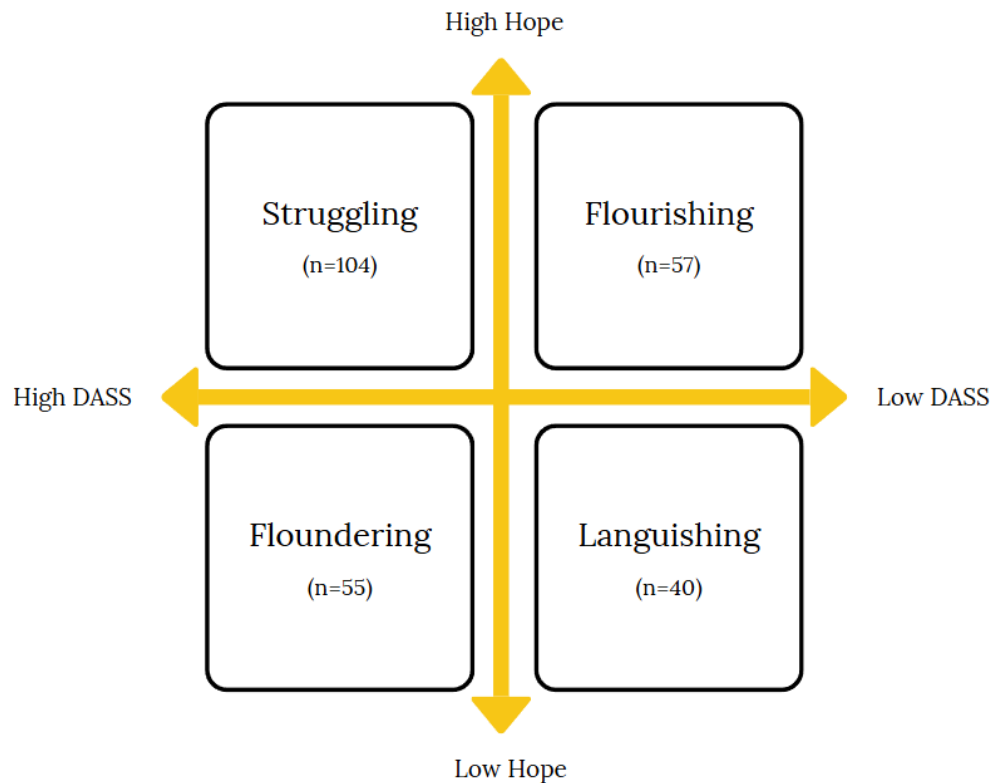 High Hope
Struggling
(n=104)
Flourishing
(n=57)
High DASS
Low DASS
Floundering
(n=55)
Languishing
(n=40)
Low Hope